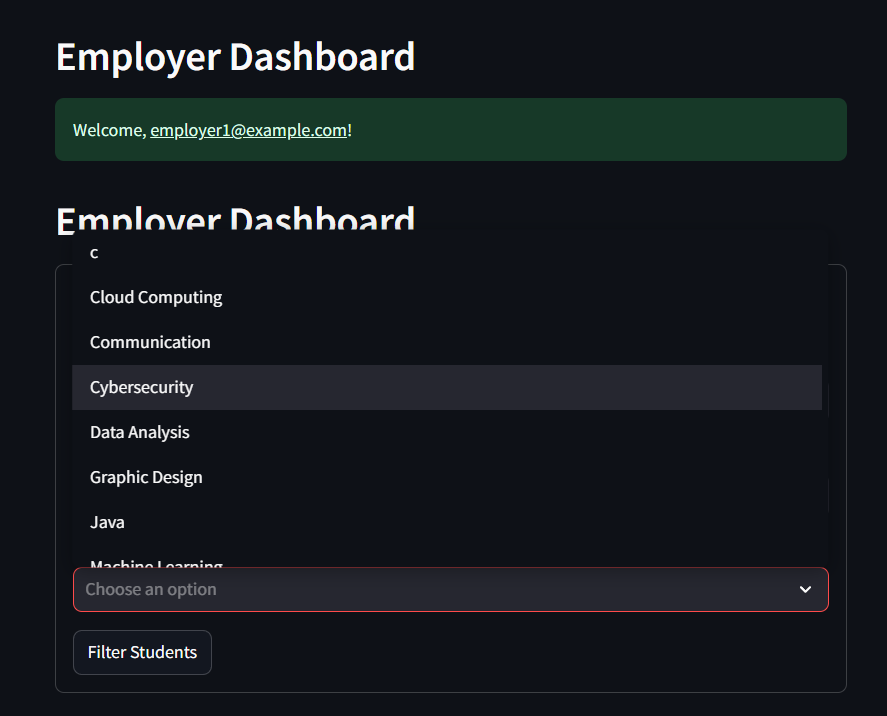 Employer Dashboard
Welcome, employer1@example.com!
Employer Dashboard
c
Cloud Computing
Communication
Cybersecurity
Data Analysis
Graphic Design
Java
Machine Learning
Choose an option
Filter Students